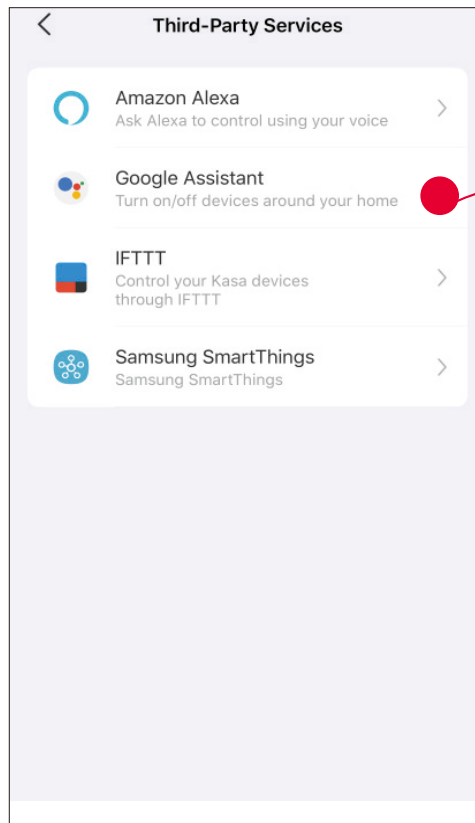 Third-Party Services
Amazon Alexa
Ask Alexa to control using your voice
Google Assistant
Turn on/off devices around your home
IFTTT
Control your Kasa devices
through IFTTT
Samsung SmartThings
Samsung SmartThings